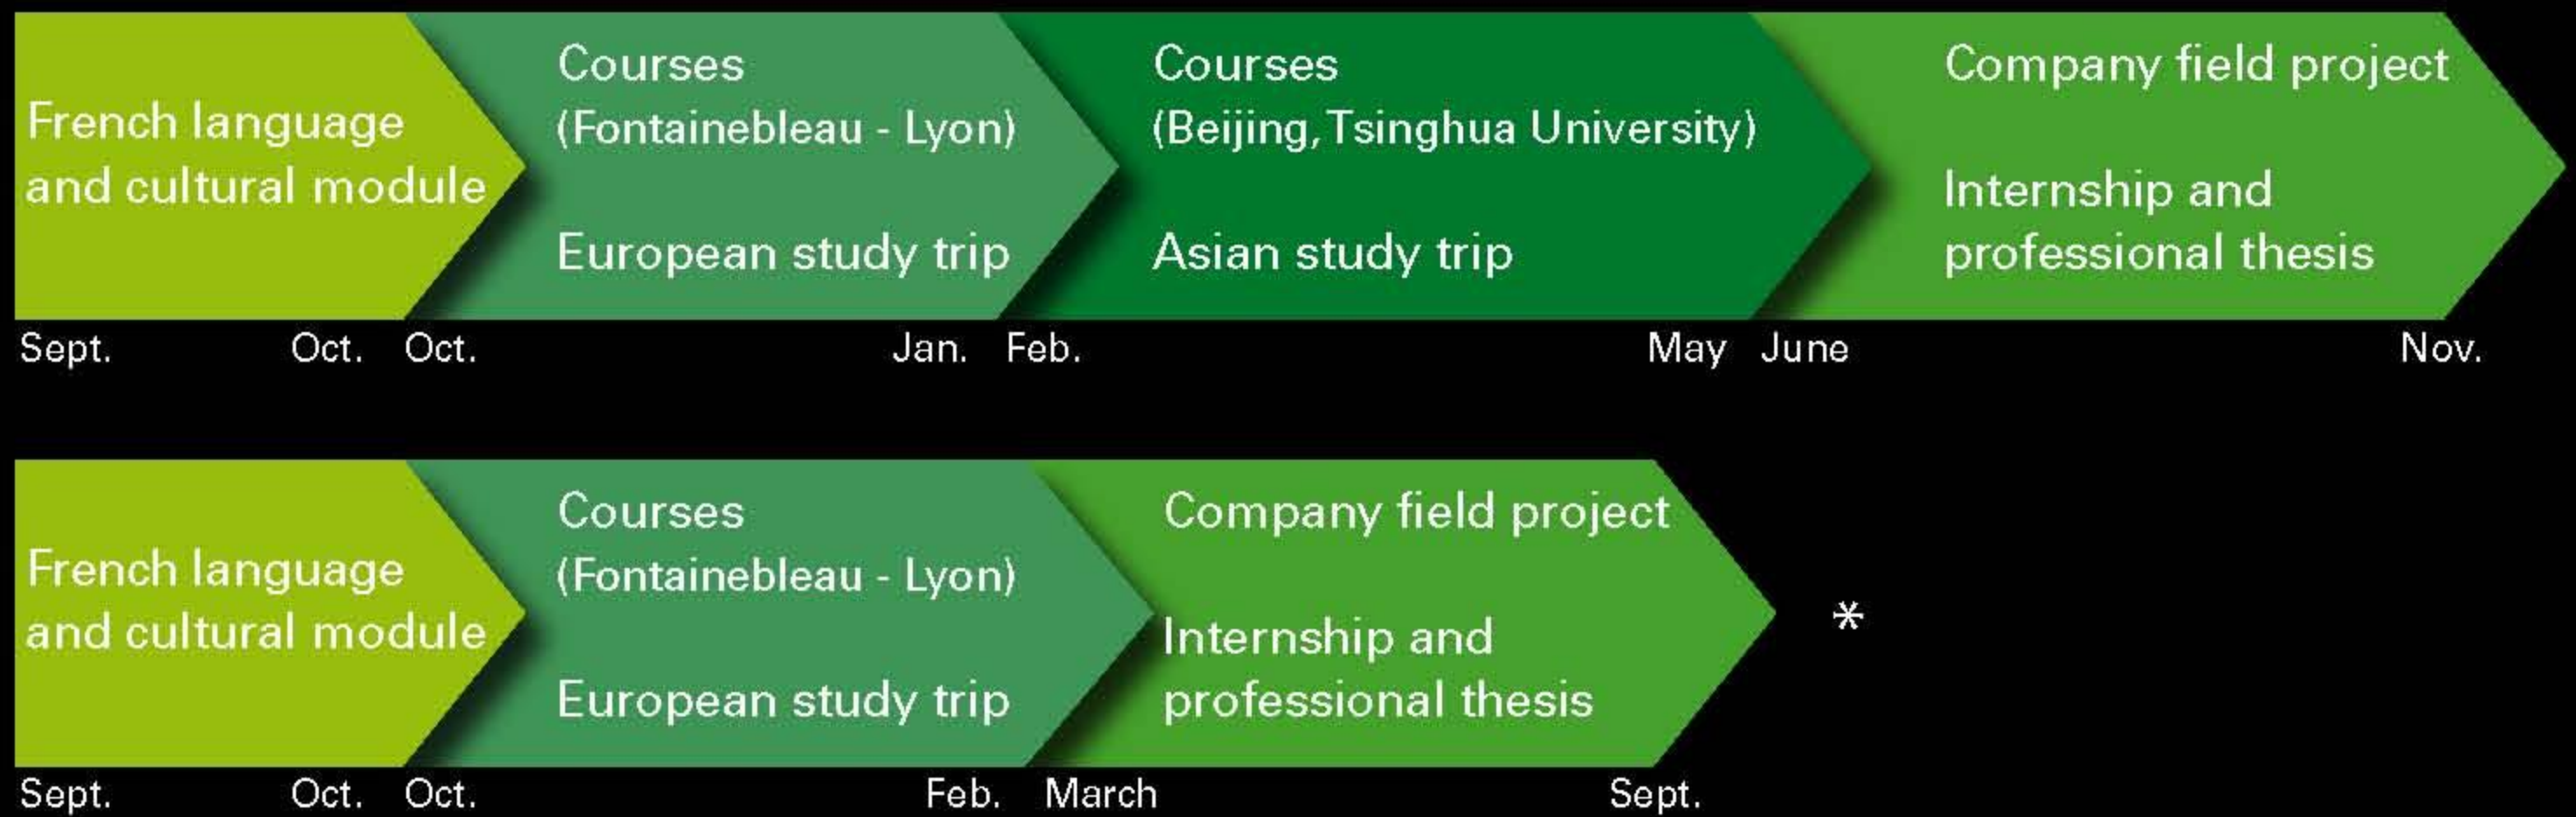 French language
and cultural module
Courses
(Fontainebleau - Lyon)
European study trip
Courses
(Beijing, Tsinghua University)
Asian study trip
Company field project
Internship and
professional thesis
Sept. Oct. Oct. Jan. Feb. May June Nov.
French language
and cultural module
Courses
(Fontainebleau - Lyon)
European study trip
Company field project
Internship and
professional thesis
*
Sept. Oct. Oct. Feb. March Sept.